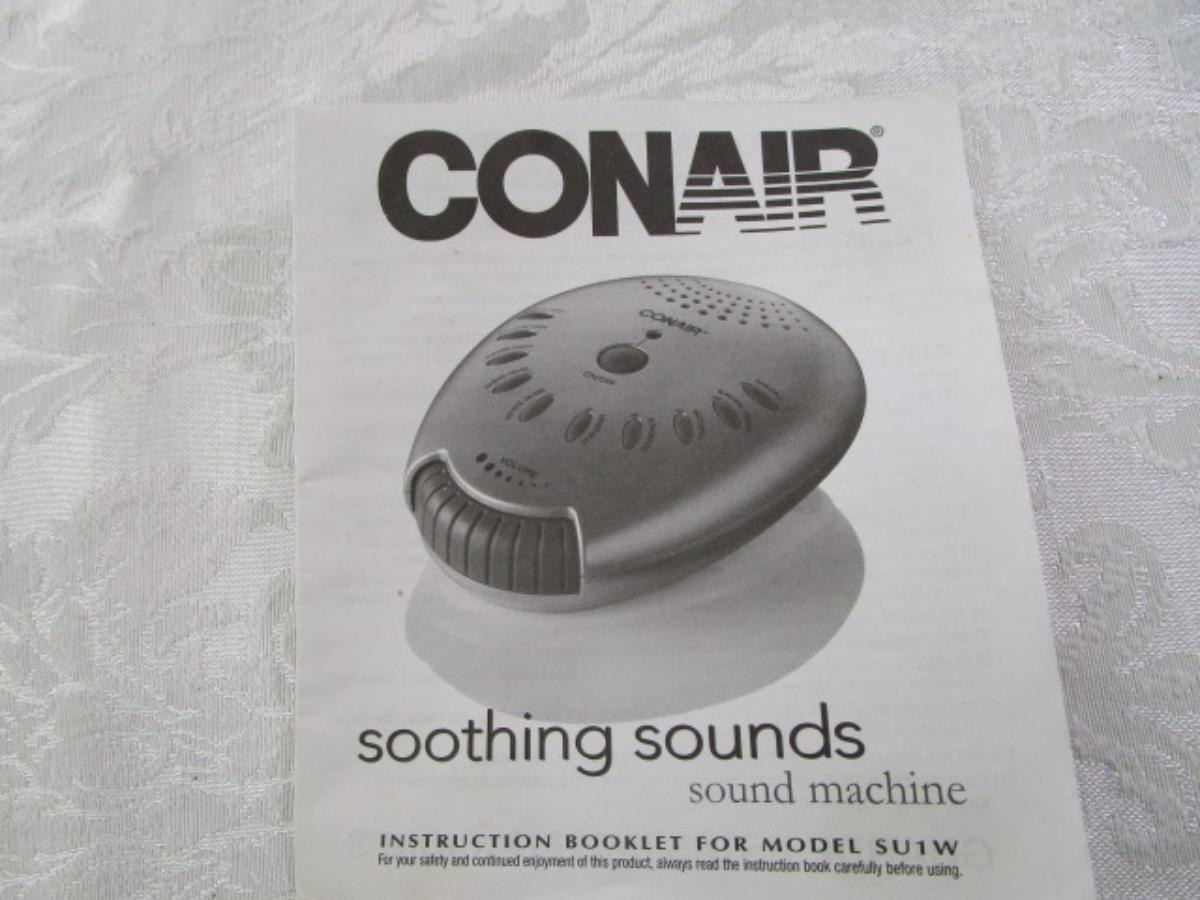 CONAIR®
CONAIR™
ON/OFF
VOLUME
soothing sounds
sound machine
INSTRUCTION BOOKLET FOR MODEL SU1W
For your safety and continued enjoyment of this product, always read the instruction book carefully before using.